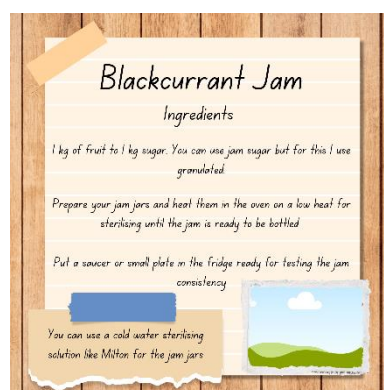 Blackcurrant Jam
Ingredients
1 kg of fruit to 1 kg sugar. You can use jam sugar but for this I use
granulated
Prepare your jam jars and heat them in the oven on a low heat for
sterilising until the jam is ready to be bottled
Put a saucer or small plate in the fridge ready for testing the jam
consistency
You can use a cold water sterilising
solution like Milton for the jam jars